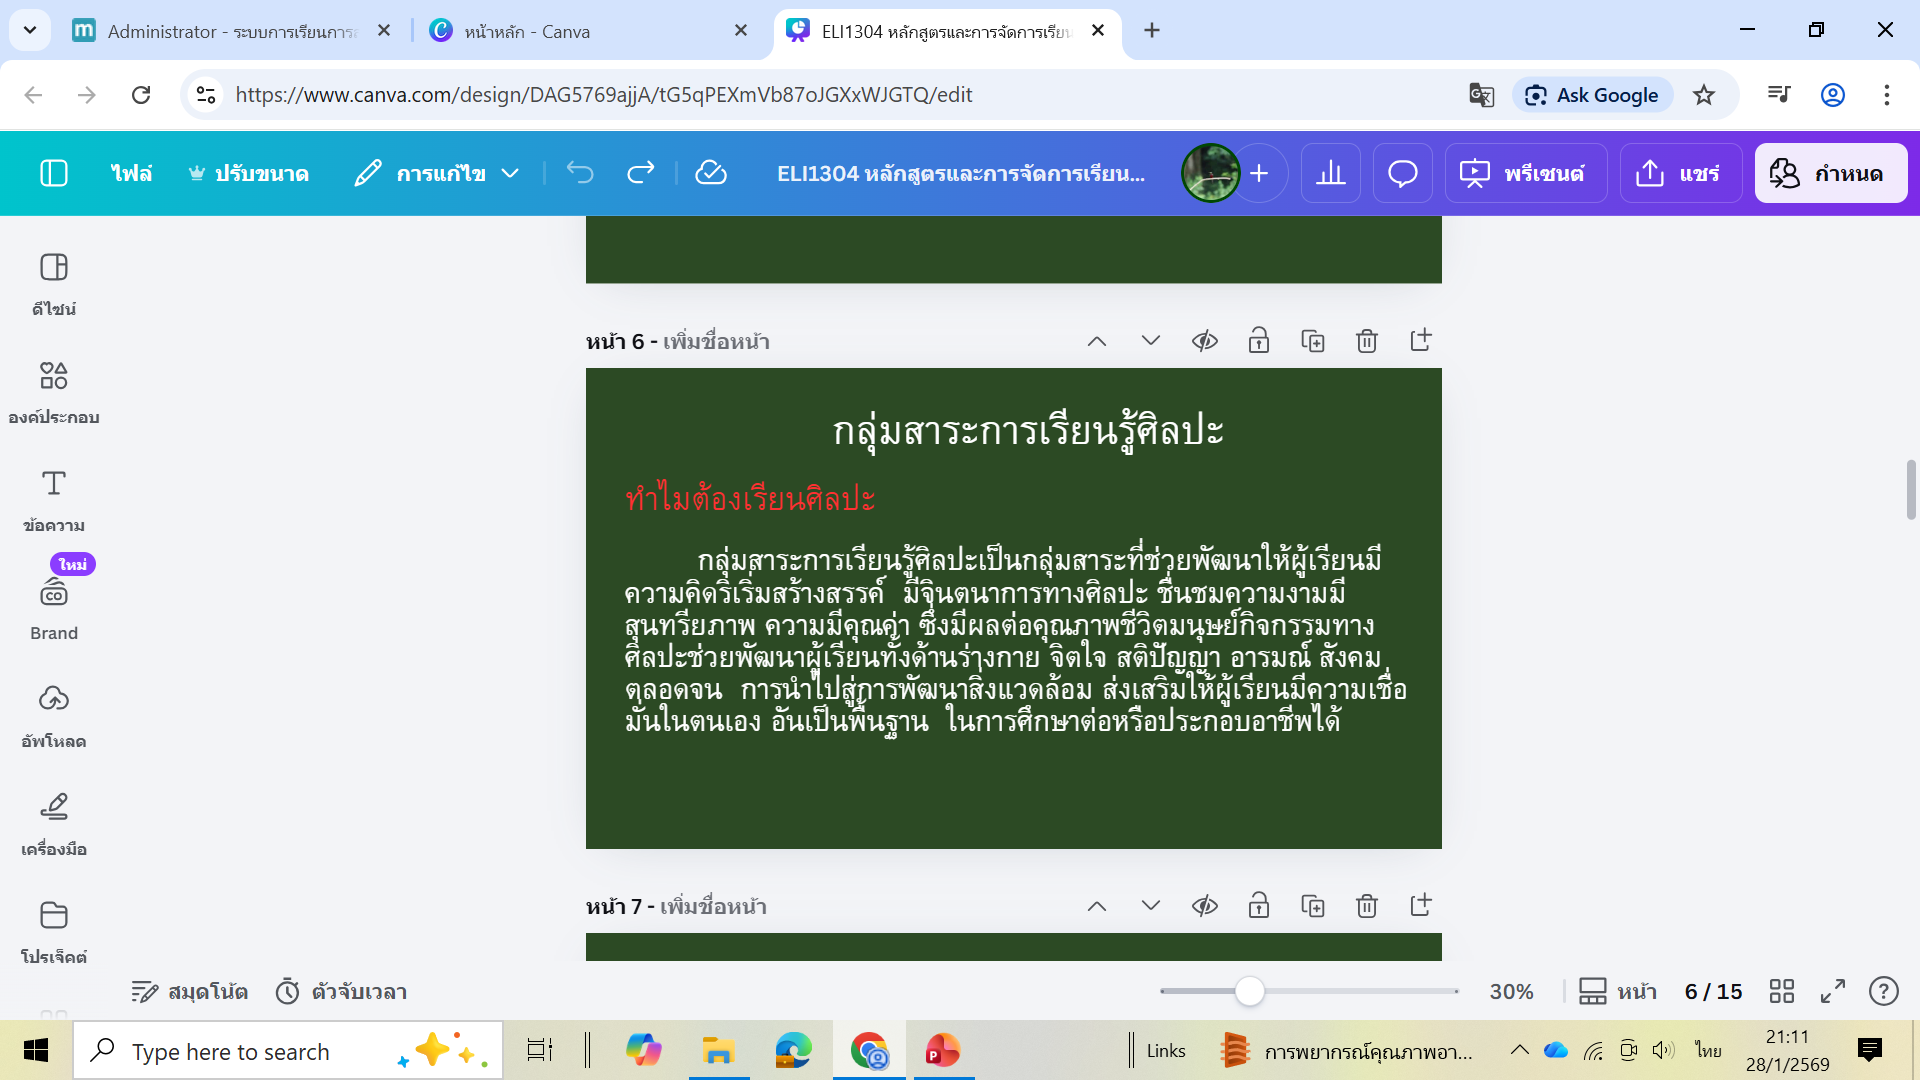 Administrator - ระบบการเรียนการส
หน้าหลัก - Canva
ELI1304 หลักสูตรและการจัดการเรียน
https://www.canva.com/design/DAG5769ajjA/tG5qPEXmVb87oJGXxWJGTQ/edit
Ask Google
ไฟล์
ปรับขนาด
การแก้ไข
ELI1304 หลักสูตรและการจัดการเรียน...
พรีเซนต์
แชร์
กำหนด
ดีไซน์
องค์ประกอบ
ข้อความ
ใหม่
Brand
อัพโหลด
เครื่องมือ
โปรเจ็คต์
หน้า 6 - เพิ่มชื่อหน้า
กลุ่มสาระการเรียนรู้ศิลปะ
ทำไมต้องเรียนศิลปะ
กลุ่มสาระการเรียนรู้ศิลปะเป็นกลุ่มสาระที่ช่วยพัฒนาให้ผู้เรียนมี
ความคิดริเริ่มสร้างสรรค์  มีจินตนาการทางศิลปะ ชื่นชมความงามมี
สุนทรียภาพ ความมีคุณค่า ซึ่งมีผลต่อคุณภาพชีวิตมนุษย์กิจกรรมทาง
ศิลปะช่วยพัฒนาผู้เรียนทั้งด้านร่างกาย จิตใจ สติปัญญา อารมณ์ สังคม
ตลอดจน  การนำไปสู่การพัฒนาสิ่งแวดล้อม ส่งเสริมให้ผู้เรียนมีความเชื่อ
มั่นในตนเอง อันเป็นพื้นฐาน  ในการศึกษาต่อหรือประกอบอาชีพได้
หน้า 7 - เพิ่มชื่อหน้า
สมุดโน้ต
ตัวจับเวลา
30%
หน้า
6 / 15
Type here to search
Links
การพยากรณ์คุณภาพอา...
ไทย
21:11
28/1/2569